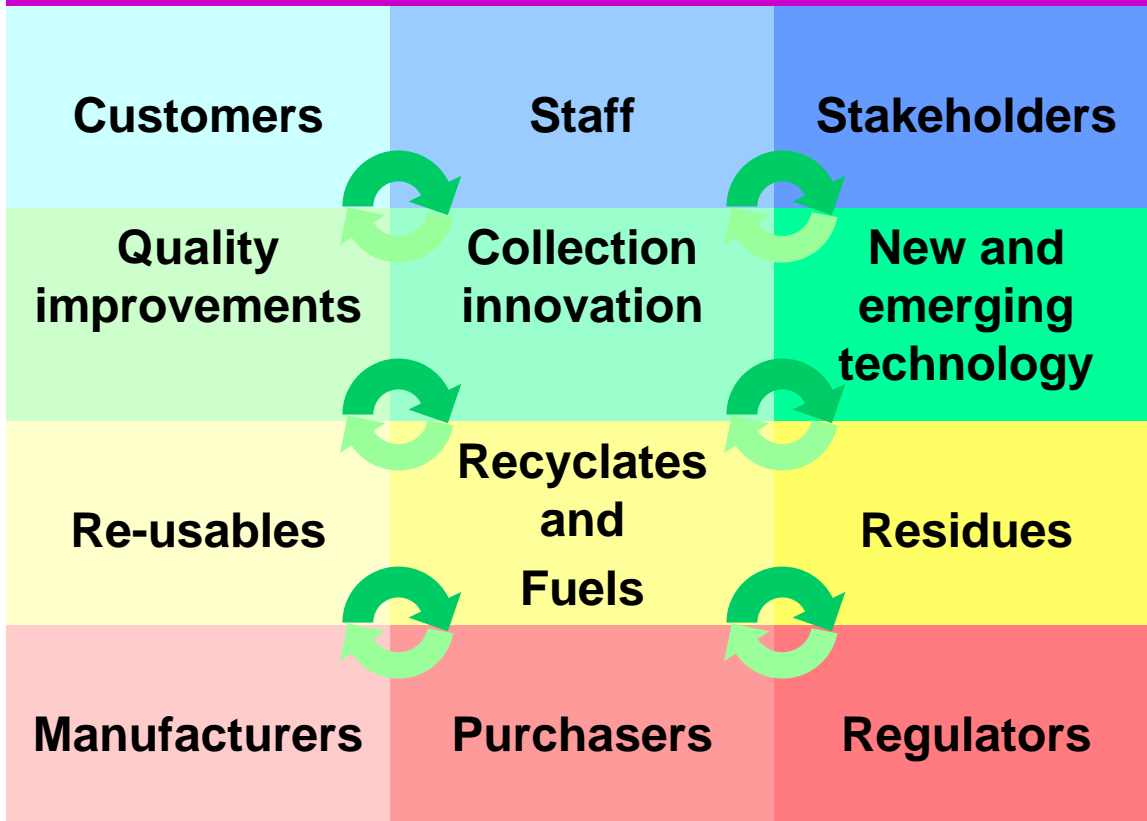 Customers
Staff
Stakeholders
Quality
improvements
Collection
innovation
New and
emerging
technology
Re-usables
Recyclates
and
Fuels
Residues
Manufacturers
Purchasers
Regulators